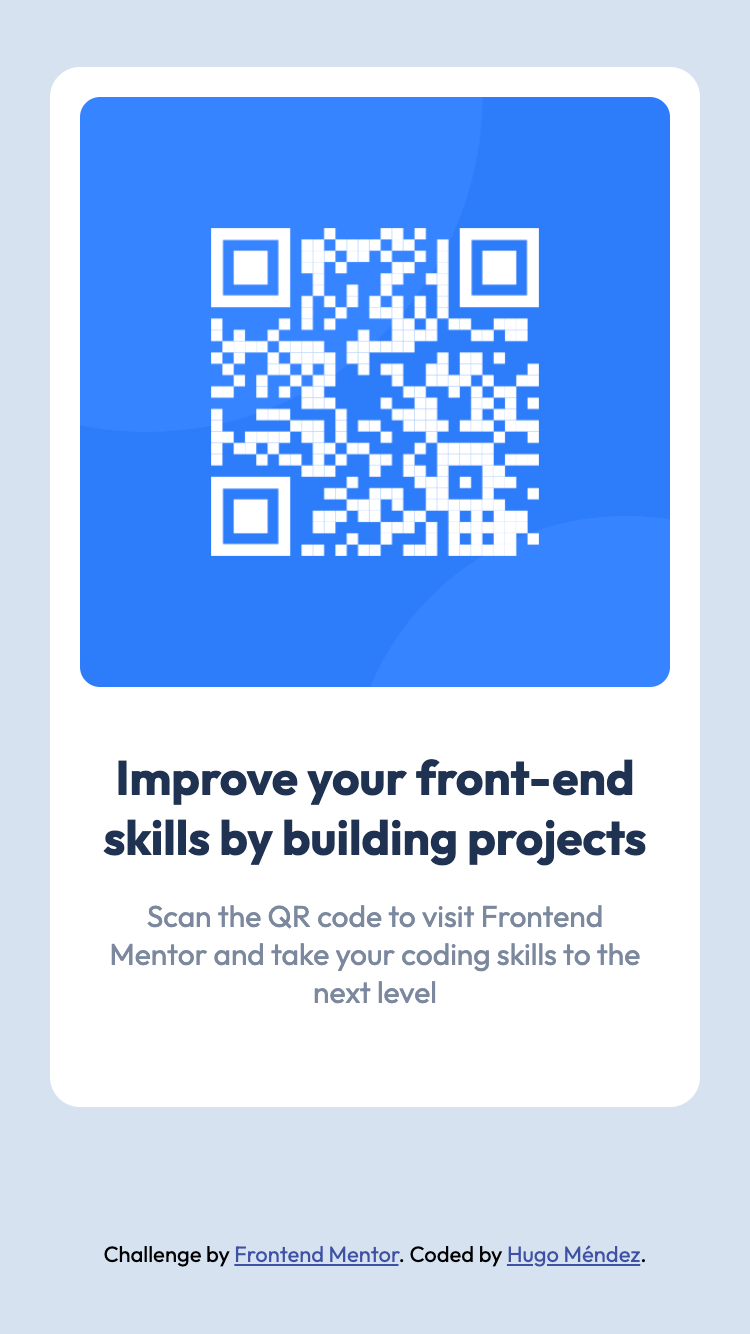 Improve your front-end
skills by building projects
Scan the QR code to visit Frontend
Mentor and take your coding skills to the
next level
Challenge by Frontend Mentor. Coded by Hugo Méndez.